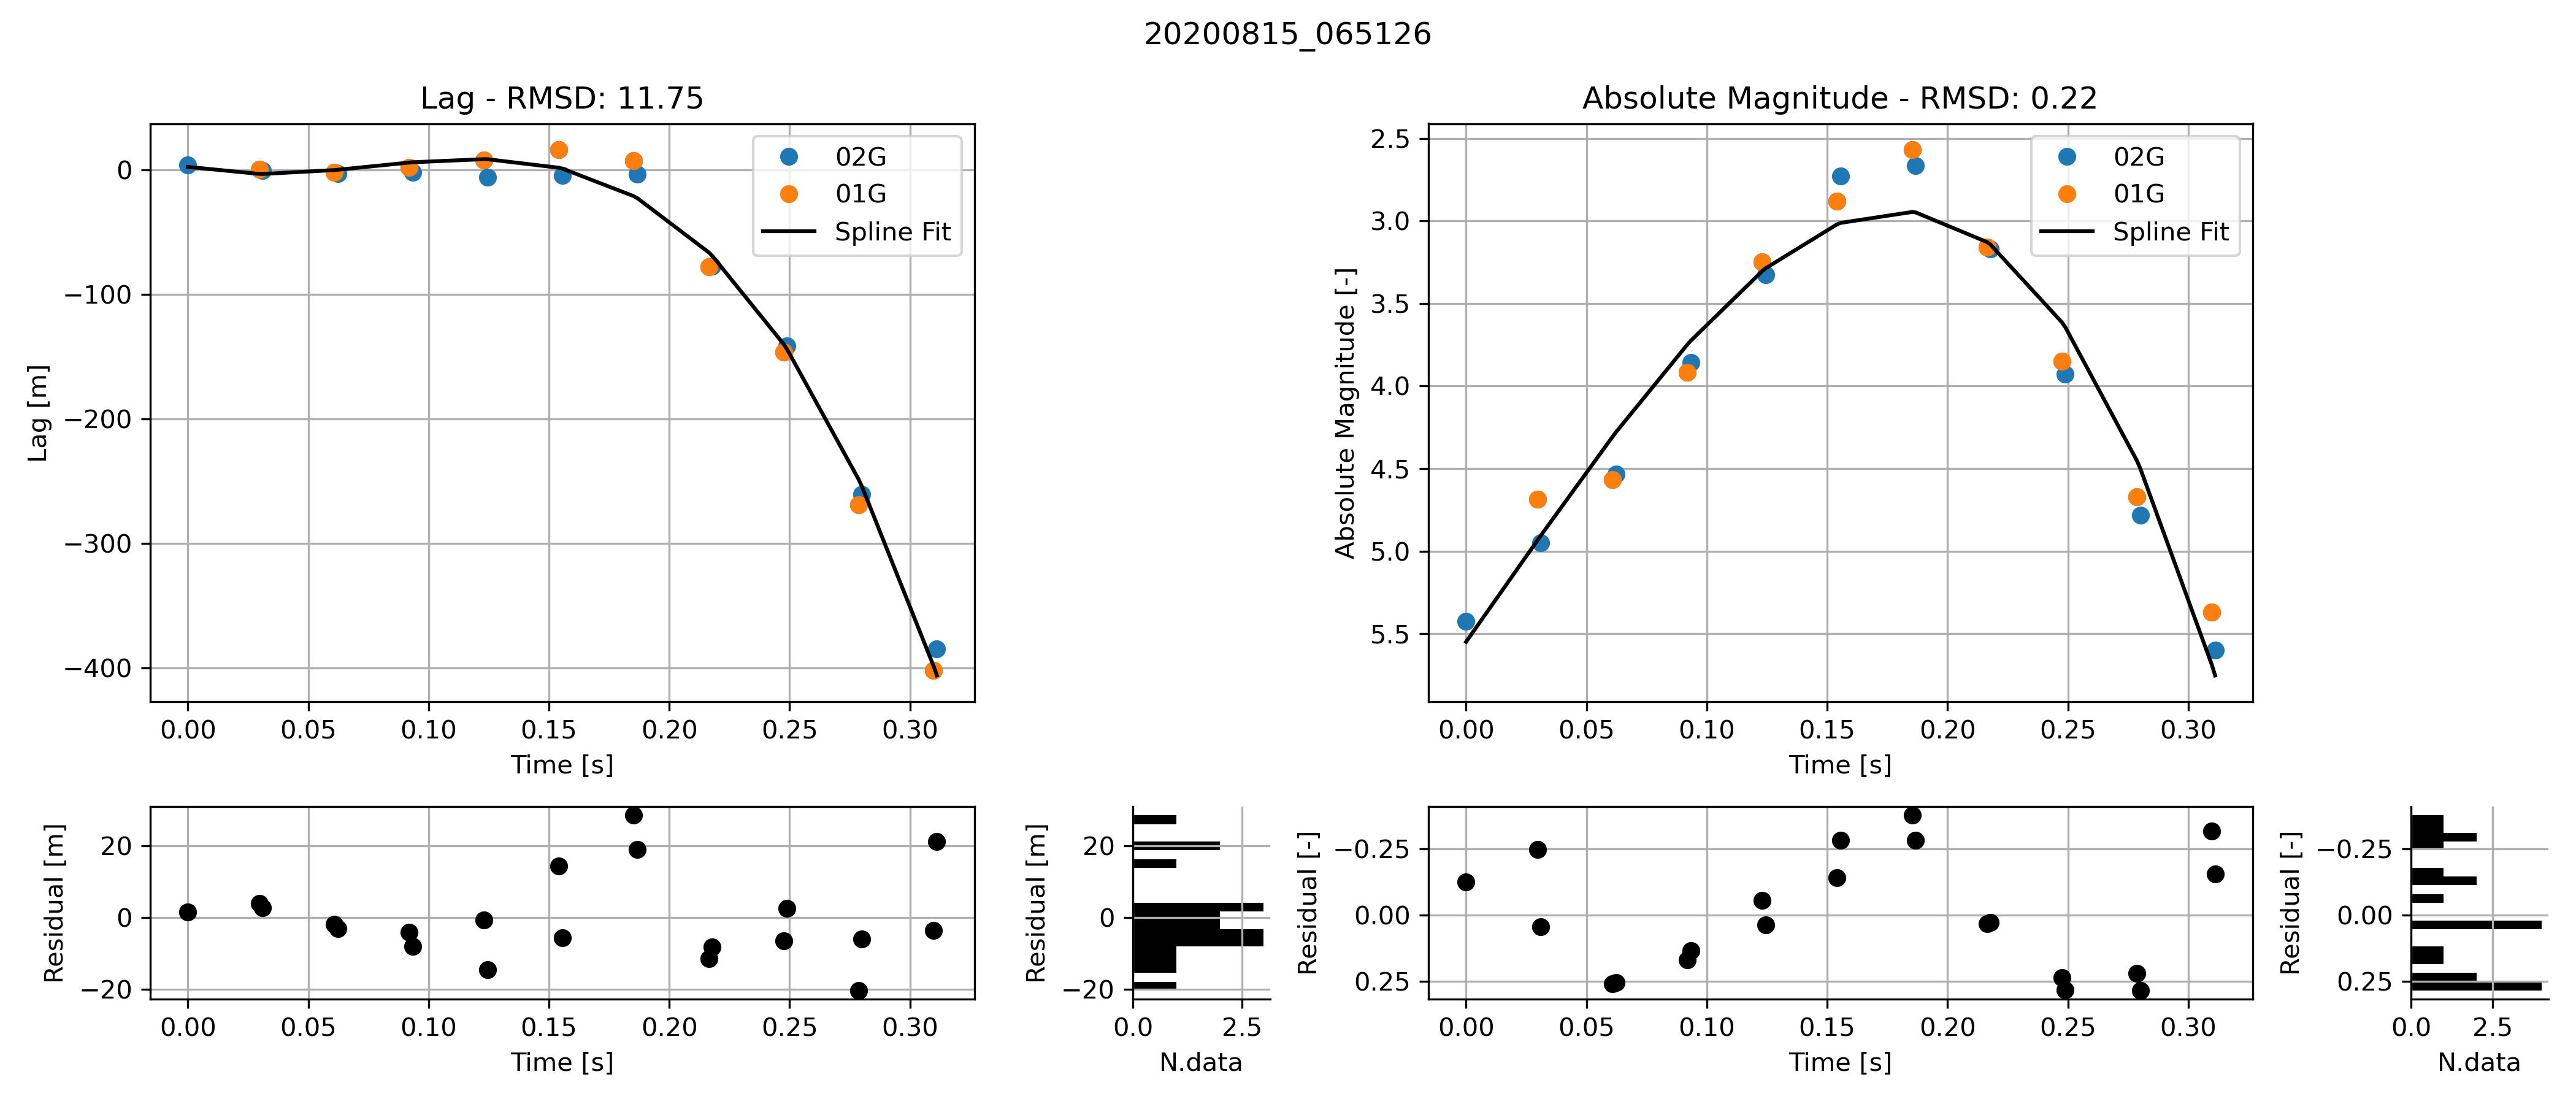 20200815_065126
Lag - RMSD: 11.75
Lag [m]
0
−100
−200
−300
−400
0.00 0.05 0.10 0.15 0.20 0.25 0.30
Time [s]
02G
01G
Spline Fit
Absolute Magnitude - RMSD: 0.22
Absolute Magnitude [-]
2.5
3.0
3.5
4.0
4.5
5.0
5.5
0.00 0.05 0.10 0.15 0.20 0.25 0.30
Time [s]
02G
01G
Spline Fit
Residual [m]
20
0
−20
0.00 0.05 0.10 0.15 0.20 0.25 0.30
Time [s]
Residual [m]
20
0
−20
0.0 2.5
N.data
Residual [-]
−0.25
0.00
0.25
0.00 0.05 0.10 0.15 0.20 0.25 0.30
Time [s]
Residual [-]
−0.25
0.00
0.25
0.0 2.5
N.data